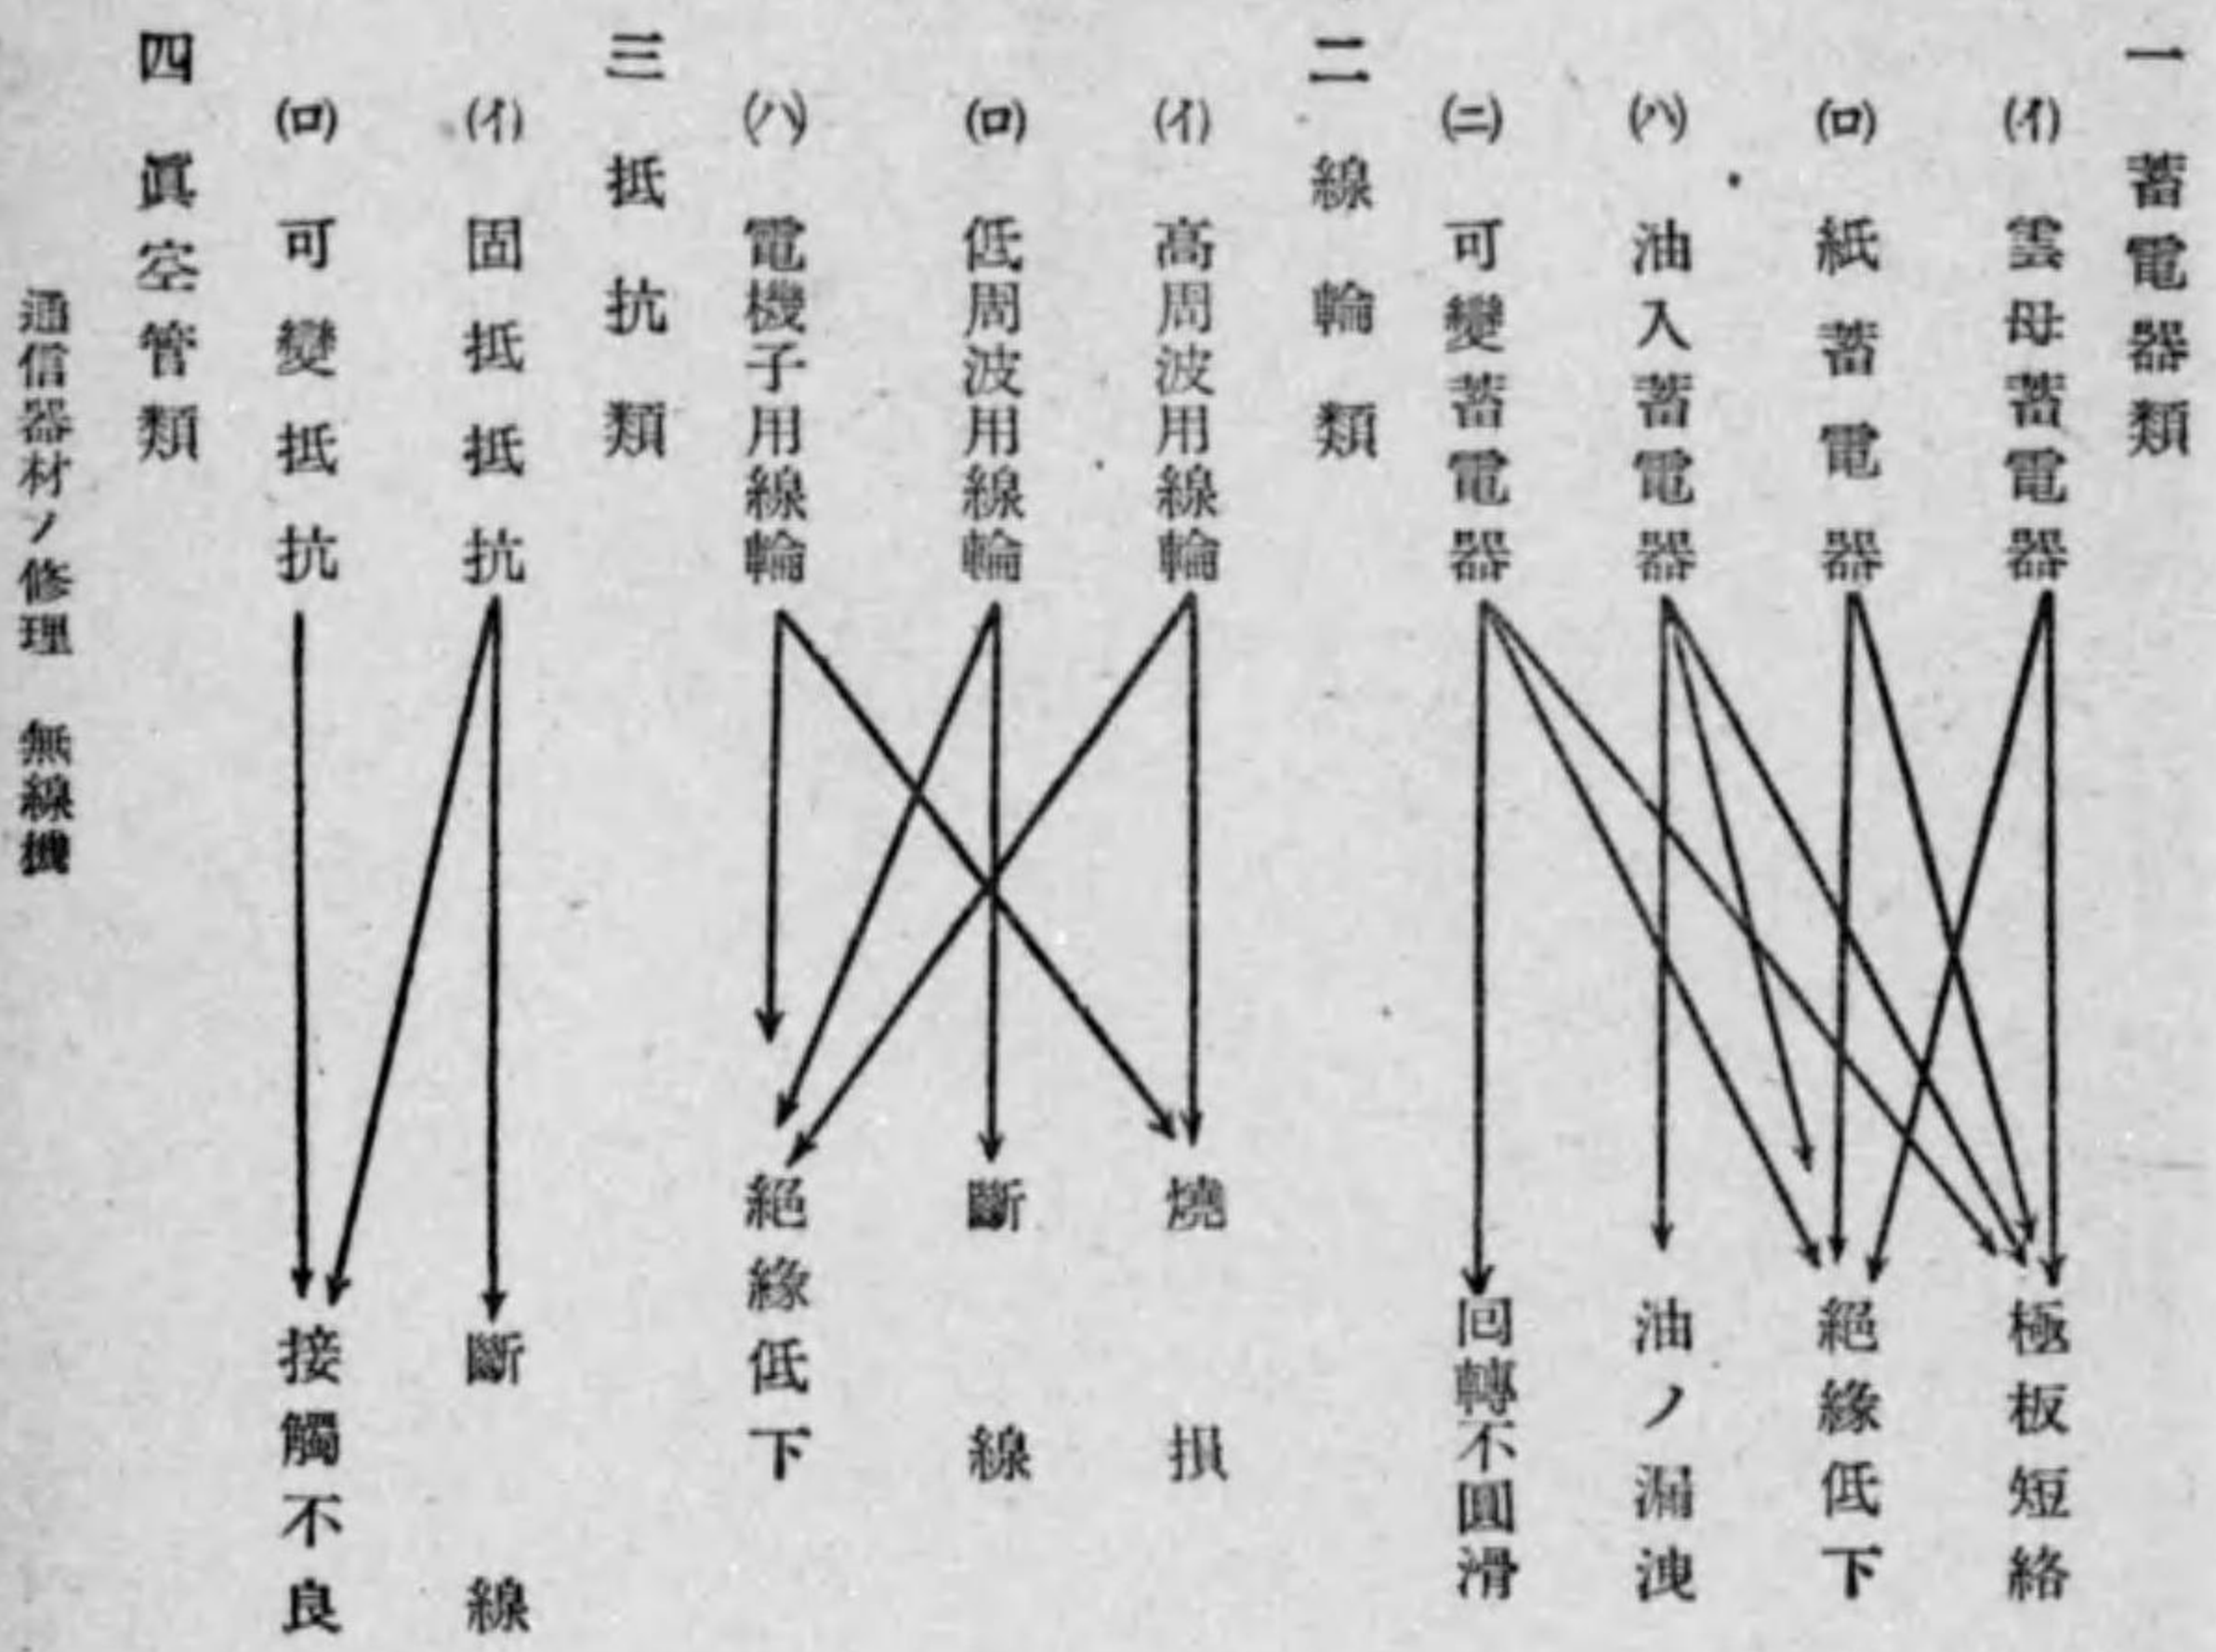 一 蓄電器類
(イ) 雲母蓄電器
極板短絡
(ロ) 紙蓄電器
絕緣低下
(ハ) 油入蓄電器
油ノ漏洩
(ニ) 可變蓄電器
回轉不圓滑
二 線輪類
(イ) 高周波用線輪
燒損
(ロ) 低周波用線輪
斷線
(ハ) 電機子用線輪
絕緣低下
三 抵抗類
(イ) 固抵抵抗
斷線
(ロ) 可變抵抗
接觸不良
四 眞空管類
通信器材ノ修理 無線機